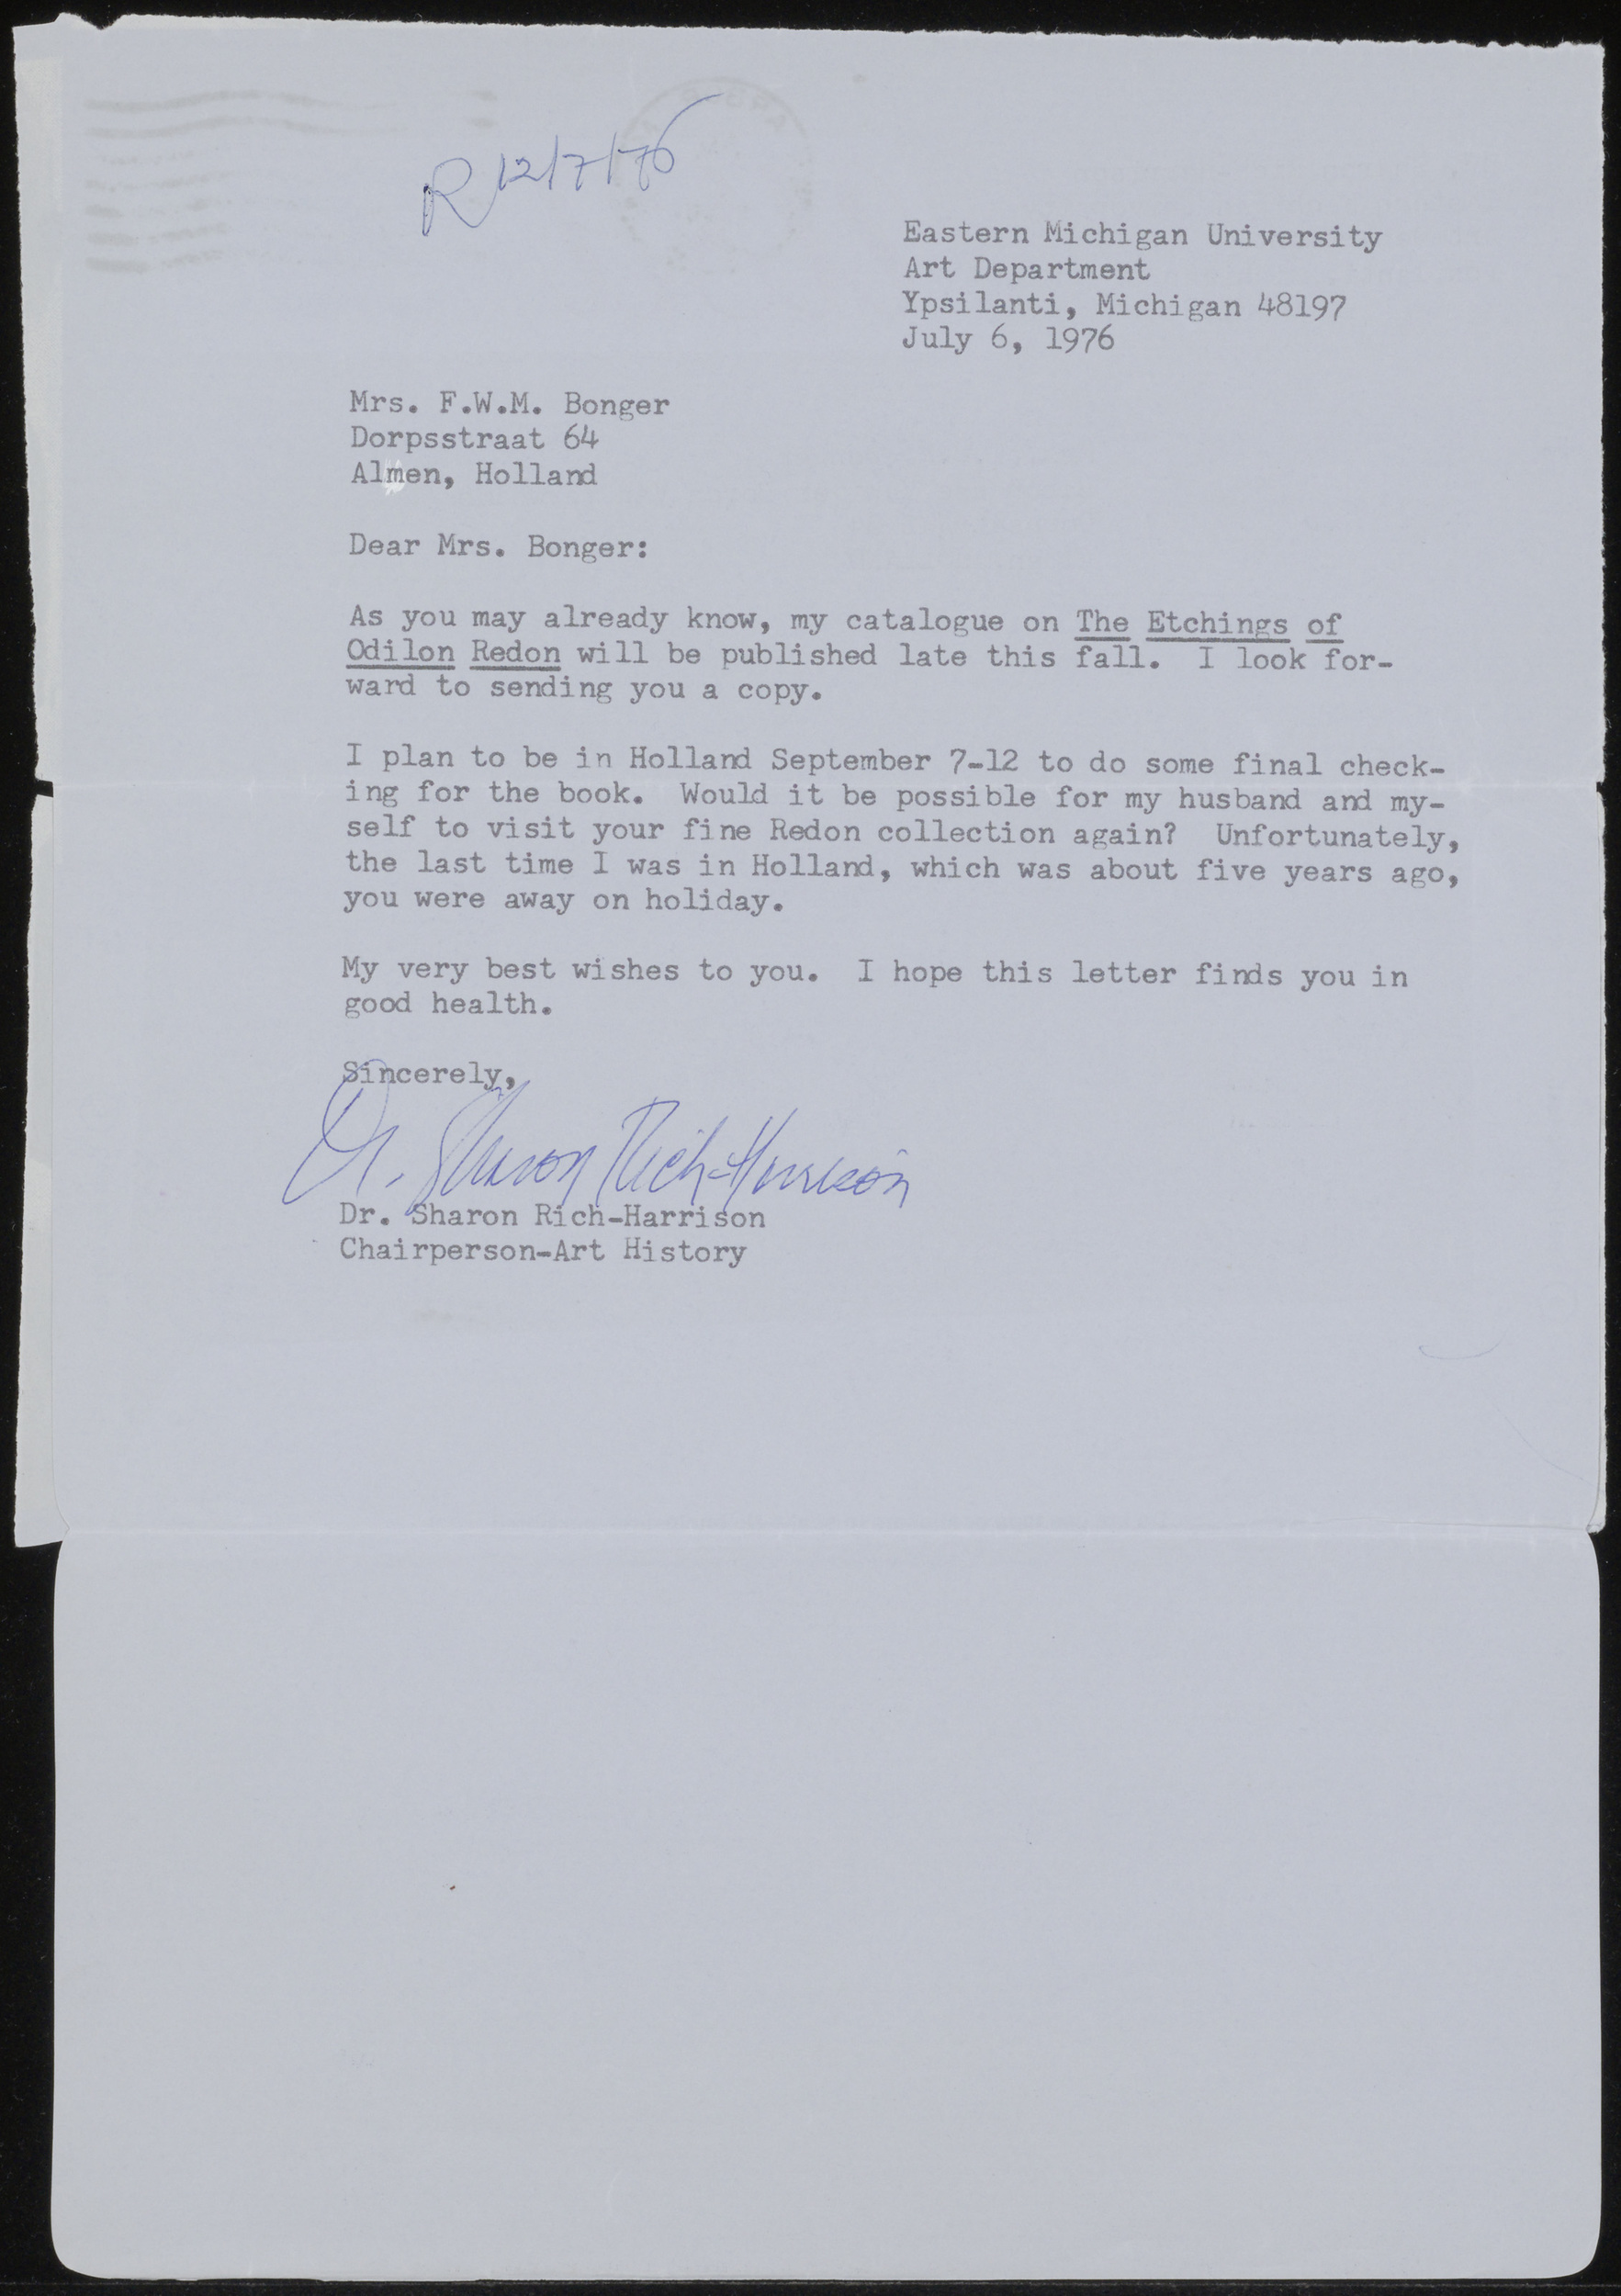 R 12/7/76
Eastern Michigan University
Art Department
Ypsilanti, Michigan 48197
July 6, 1976
Mrs. F.W.M. Bonger
Dorpsstraat 64
Almen, Holland
Dear Mrs. Bonger:
As you may already know, my catalogue on The Etchings of
Odilon Redon will be published late this fall. I look for-
ward to sending you a copy.
I plan to be in Holland September 7-12 to do some final check-
ing for the book. Would it be possible for my husband and my-
self to visit your fine Redon collection again? Unfortunately,
the last time I was in Holland, which was about five years ago,
you were away on holiday.
My very best wishes to you. I hope this letter finds you in
good health.
Sincerely,
Dr. Sharon Rich-Harrison
Dr. Sharon Rich-Harrison
Chairperson-Art History